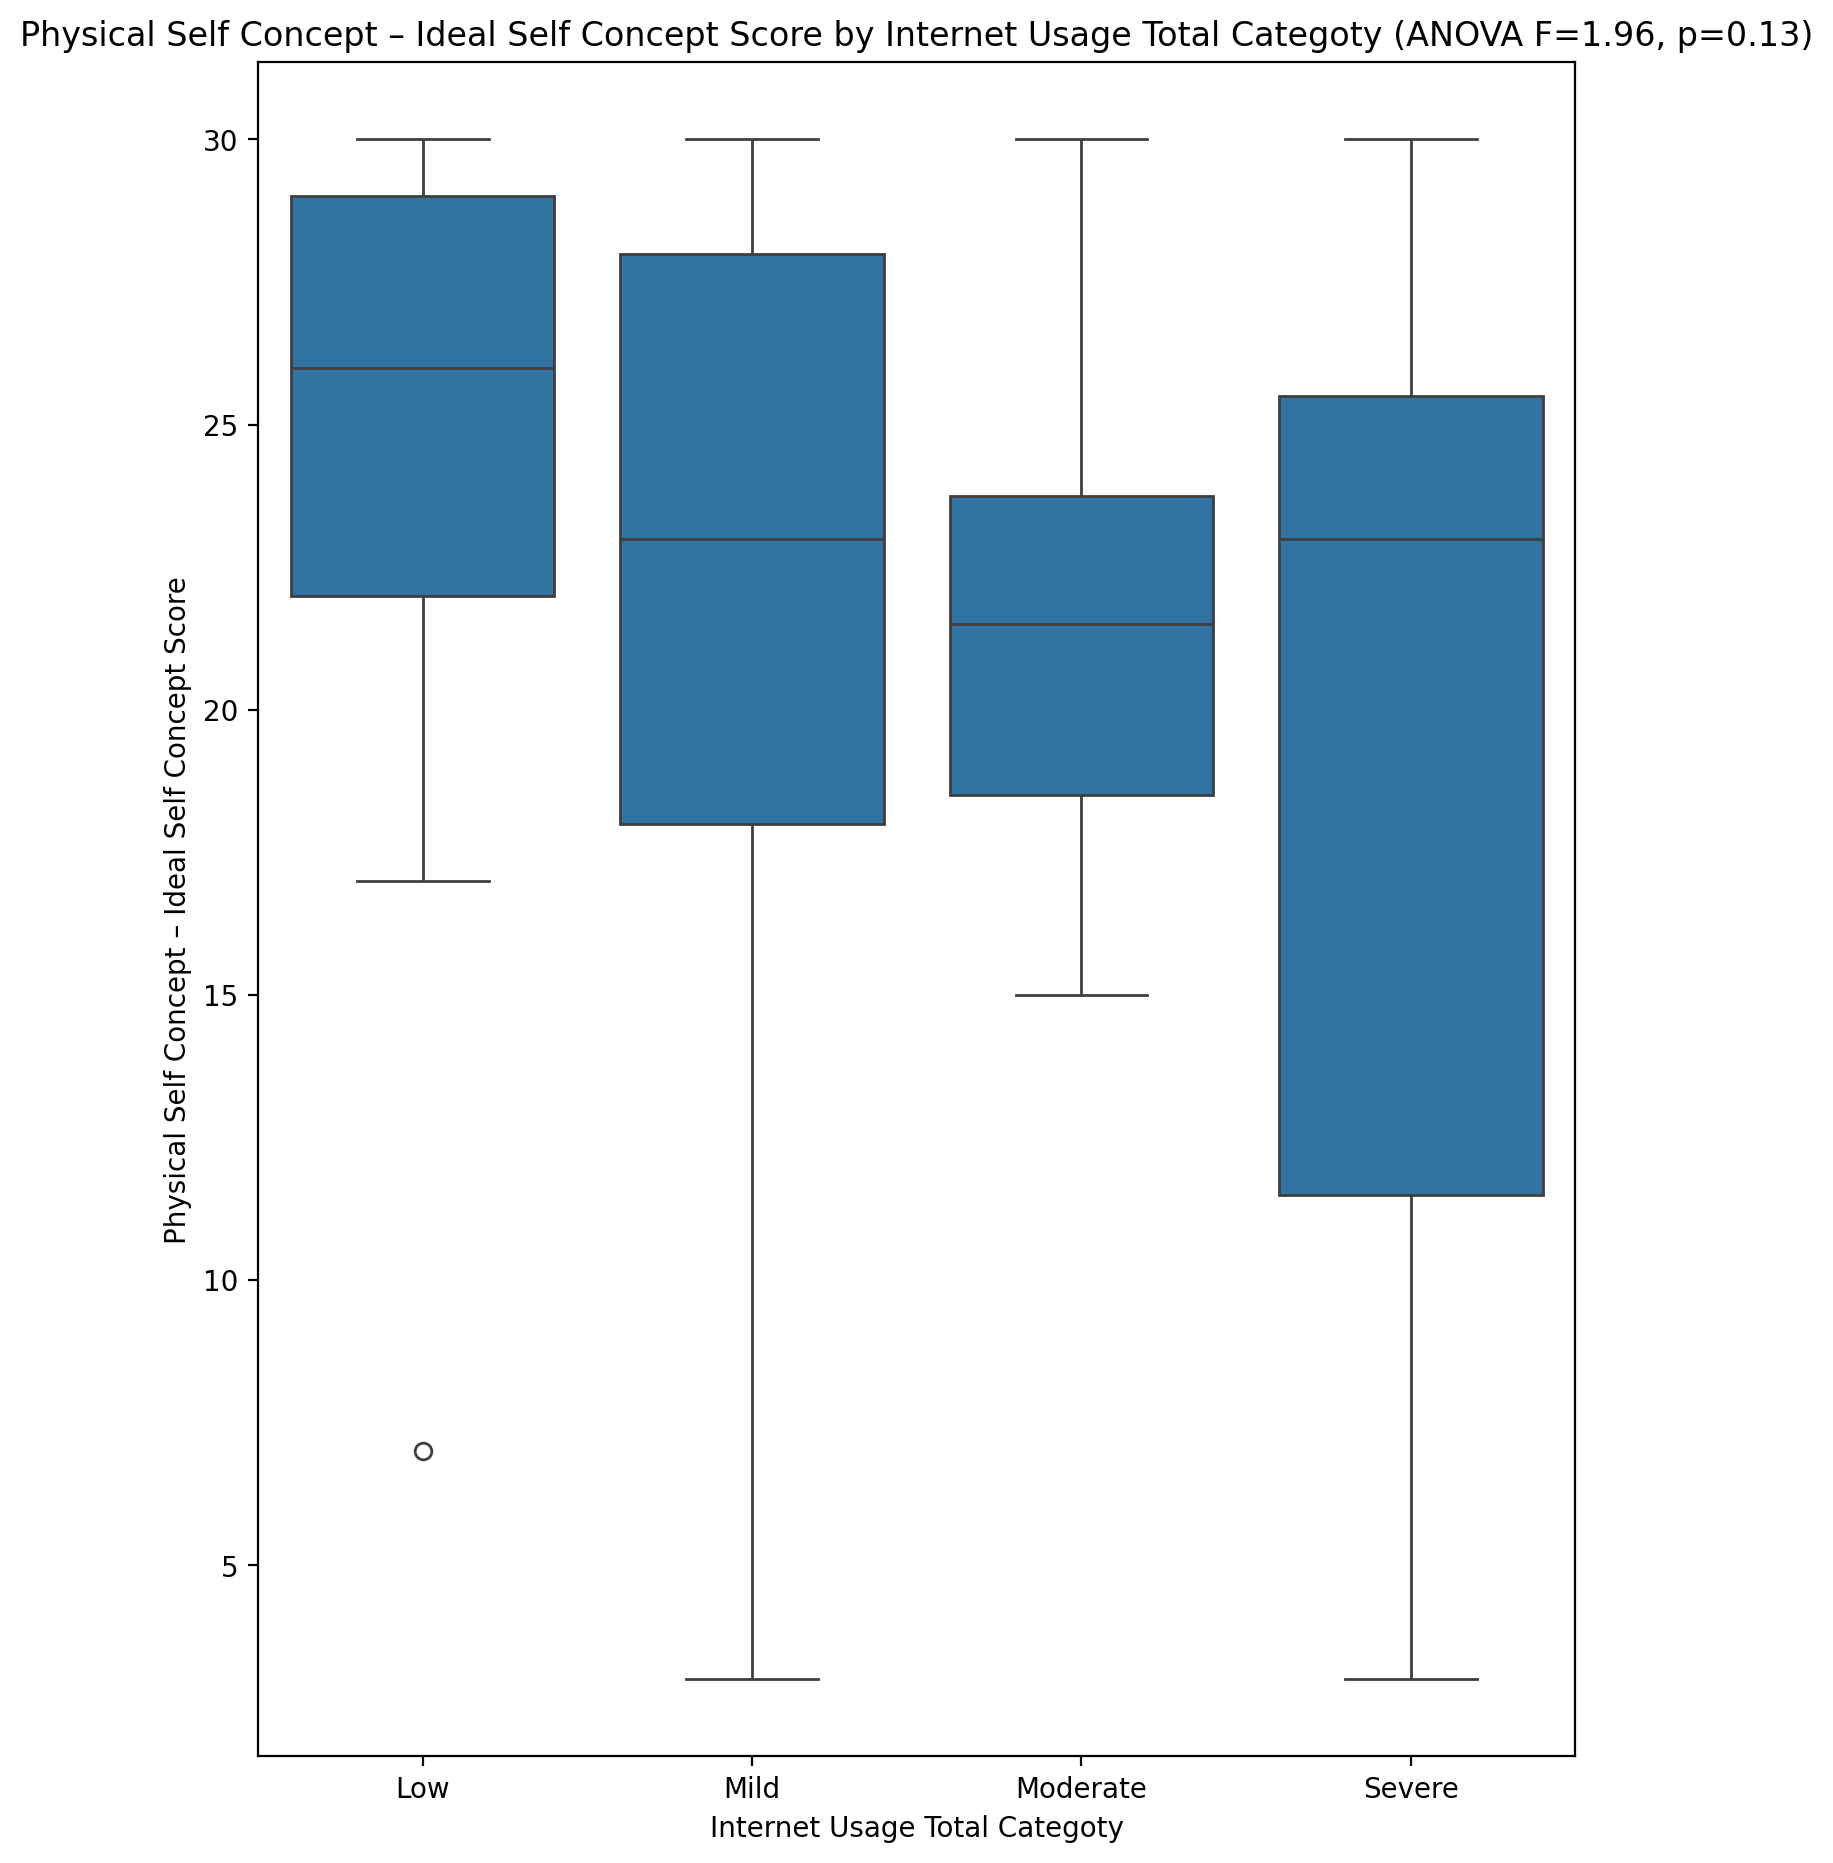 Physical Self Concept – Ideal Self Concept Score by Internet Usage Total Categoty (ANOVA F=1.96, p=0.13)
Physical Self Concept – Ideal Self Concept Score
30
25
20
15
10
5
Low Mild Moderate Severe
Internet Usage Total Categoty